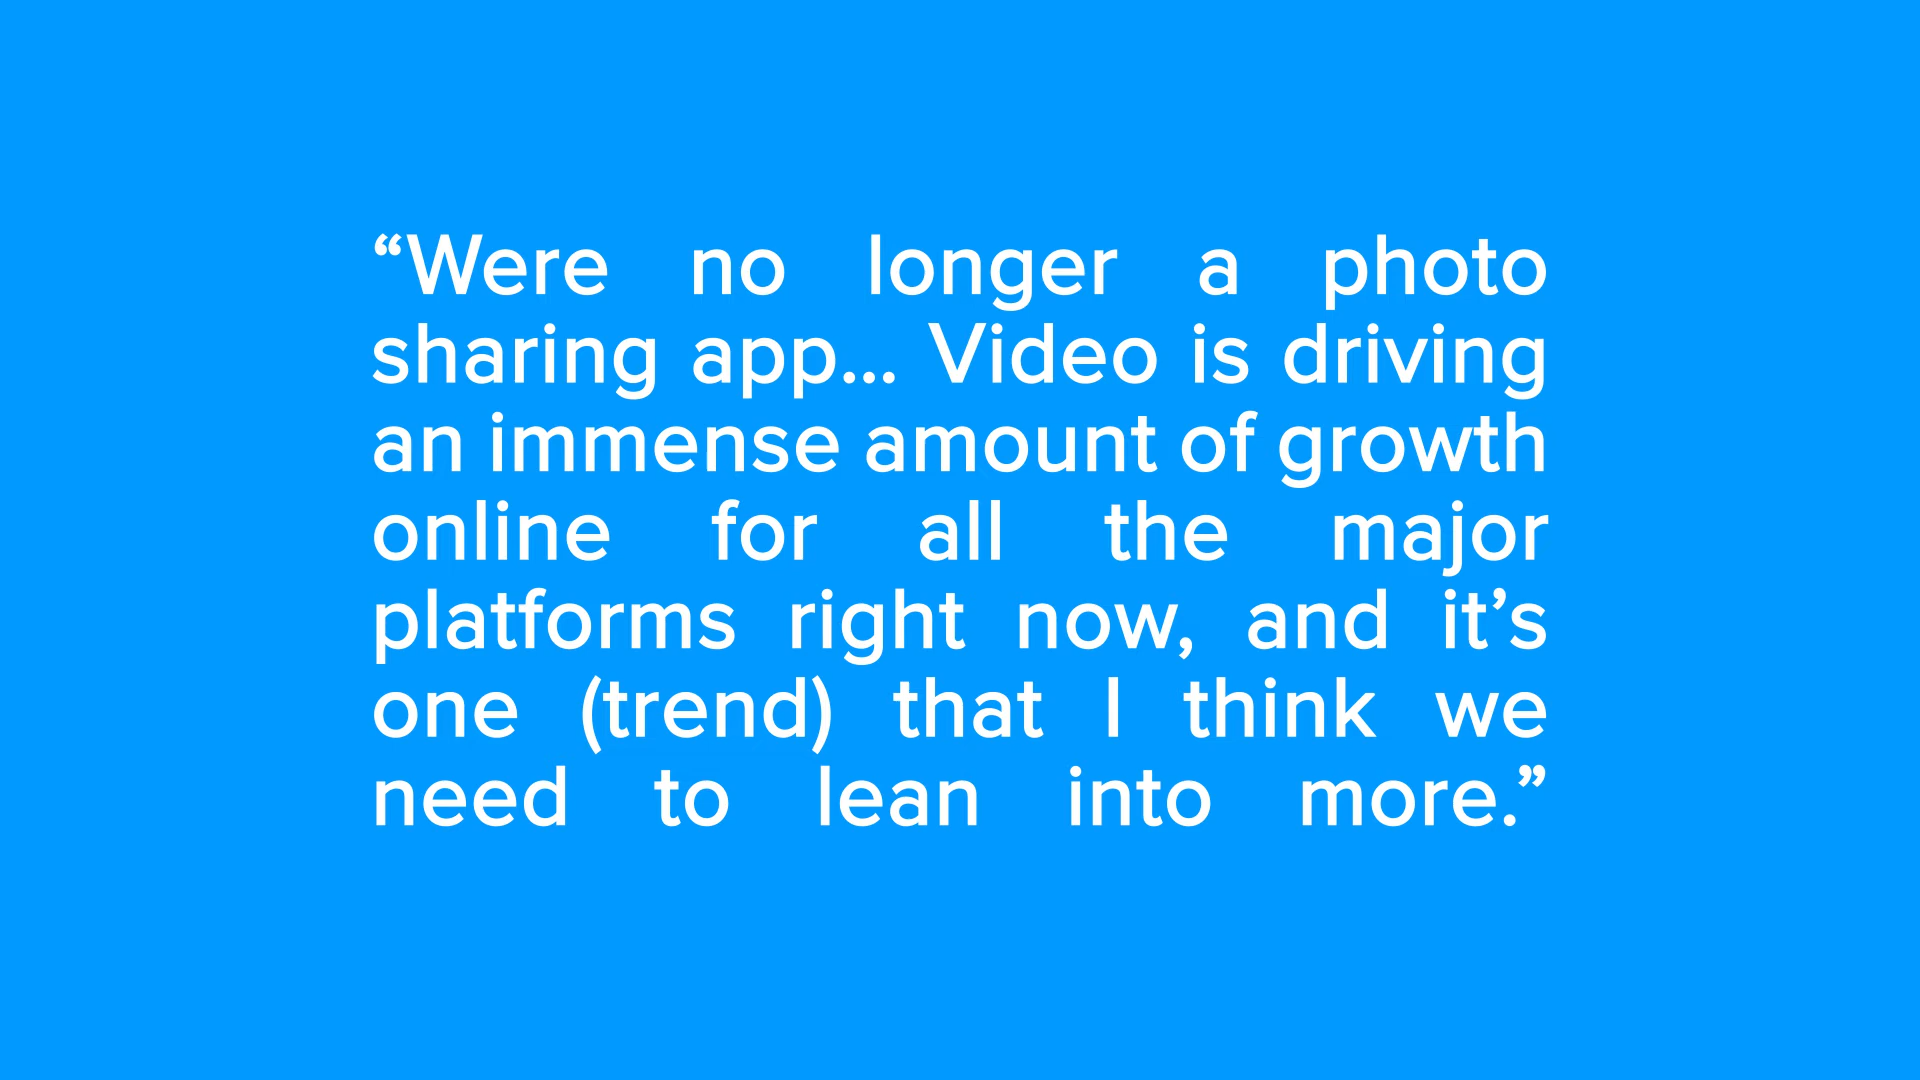 “Were no longer a photo
sharing app... Video is driving
an immense amount of growth
online for all the major
platforms right now, and it’s
one (trend) that I think we
need to lean into more.”